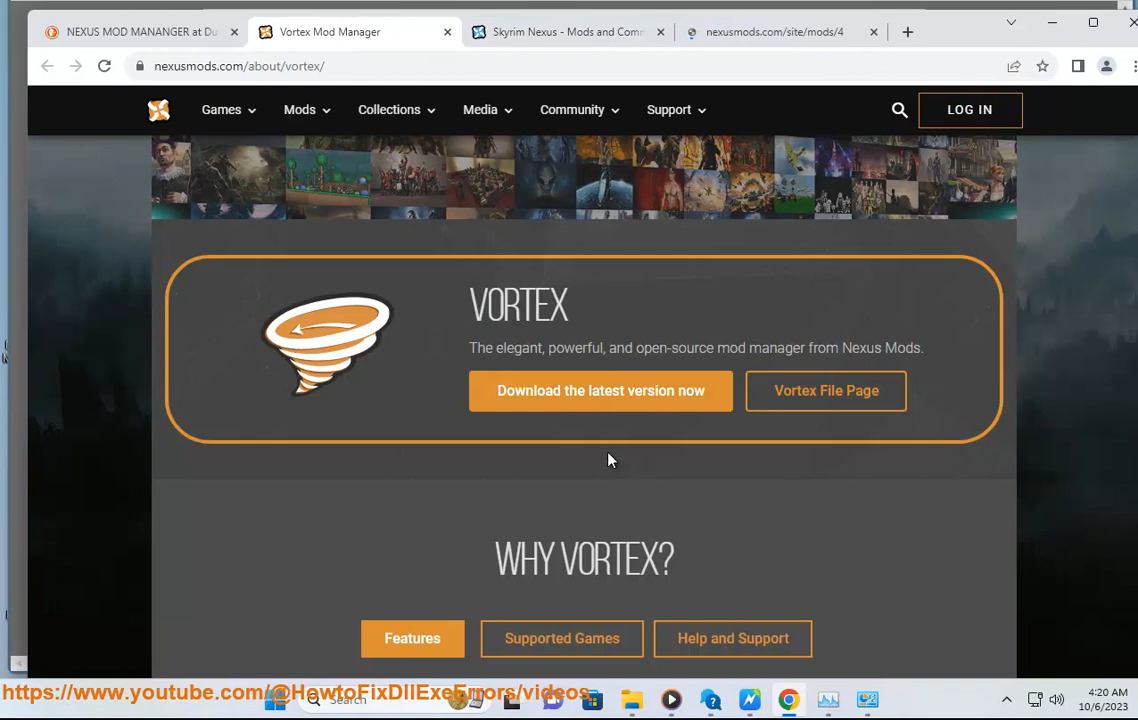 NEXUS MOD MANANGER at Du
Vortex Mod Manager
Skyrim Nexus - Mods and Comm
nexusmods.com/site/mods/4
nexusmods.com/about/vortex/
Games
Mods
Collections
Media
Community
Support
LOG IN
VORTEX
The elegant, powerful, and open-source mod manager from Nexus Mods.
Download the latest version now
Vortex File Page
WHY VORTEX?
Features
Supported Games
Help and Support
https://www.youtube.com/@HowtoFixDllExeErrors/videos
Search
4:20 AM
10/6/2023